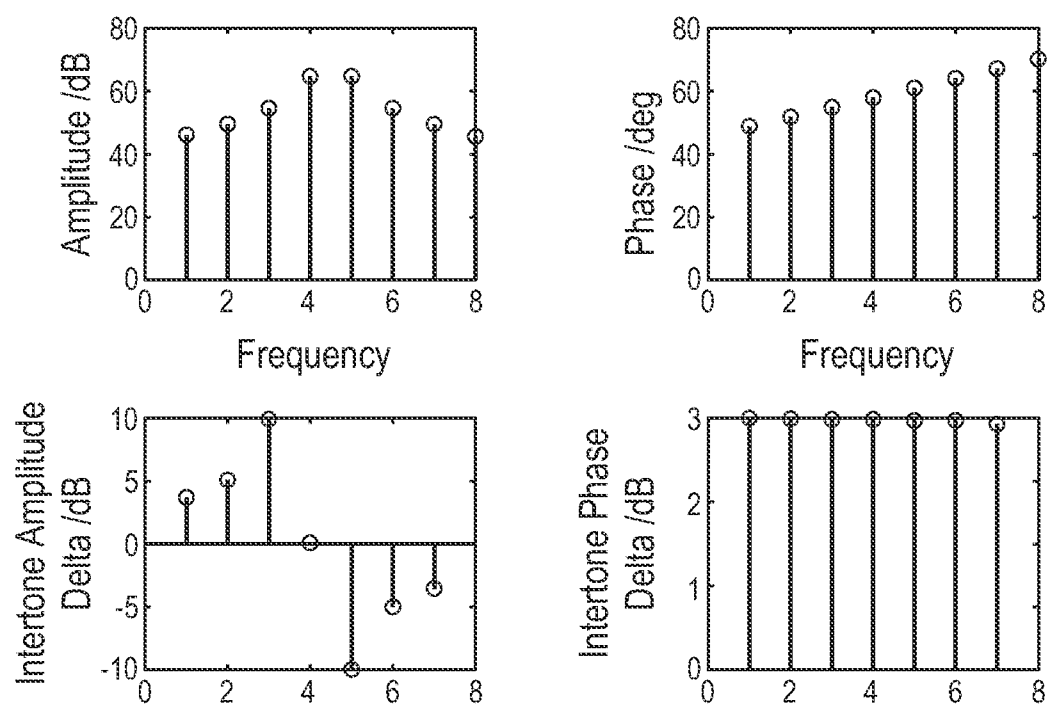 Amplitude /dB
80
60
40
20
0
0 2 4 6 8
Frequency
Phase /deg
80
60
40
20
0
0 2 4 6 8
Frequency
Intertone Amplitude
Delta /dB
10
5
0
-5
-10
0 2 4 6 8
Intertone Phase
Delta /dB
3
2
1
0
0 2 4 6 8